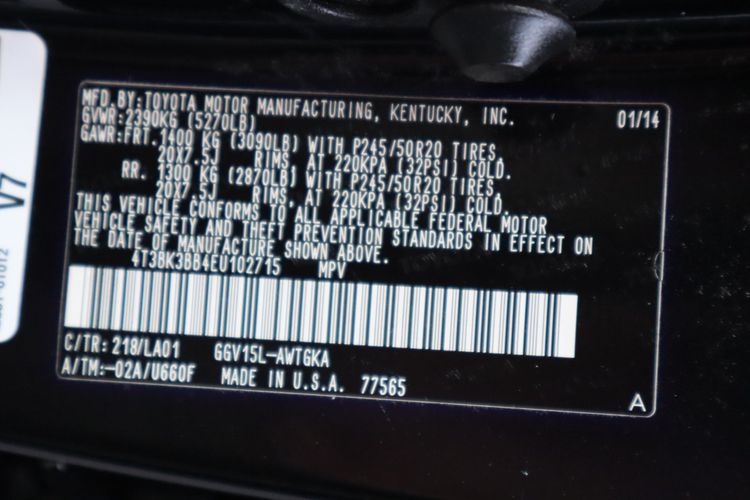 MFD.BY:TOYOTA MOTOR MANUFACTURING, KENTUCKY, INC. 01/14
GVWR:2390KG (5270LB)
GAWR:FRT. 1400 KG (3090LB) WITH P245/50R20 TIRES,
20X7.5J RIMS, AT 220KPA (32PSI) COLD.
RR. 1300 KG (2870LB) WITH P245/50R20 TIRES,
20X7.5J RIMS, AT 220KPA (32PSI) COLD.
THIS VEHICLE CONFORMS TO ALL APPLICABLE FEDERAL MOTOR
VEHICLE SAFETY AND THEFT PREVENTION STANDARDS IN EFFECT ON
THE DATE OF MANUFACTURE SHOWN ABOVE.
4T3BK3BB4EU102715 MPV
C/TR:218/LA01 GGV15L-AWTGKA
A/TM:-02A/U660F MADE IN U.S.A. 77565
A
V7